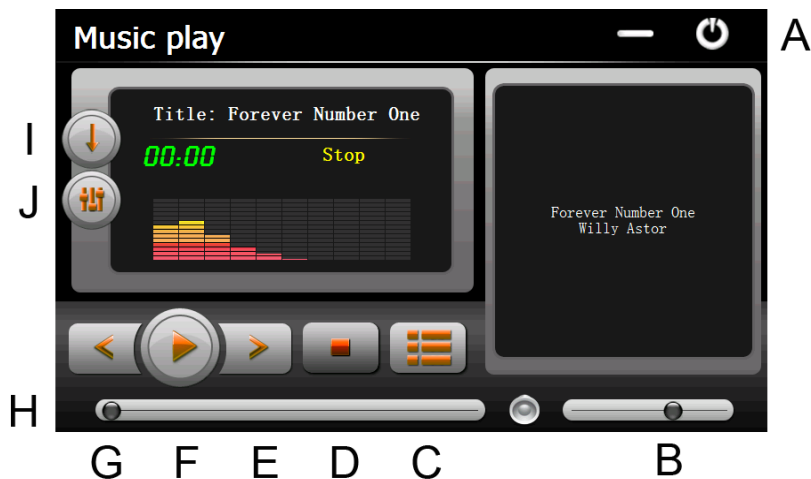 Music play
A
Title: Forever Number One
I
00:00
Stop
J
Forever Number One
Willy Astor
H
G
F
E
D
C
B